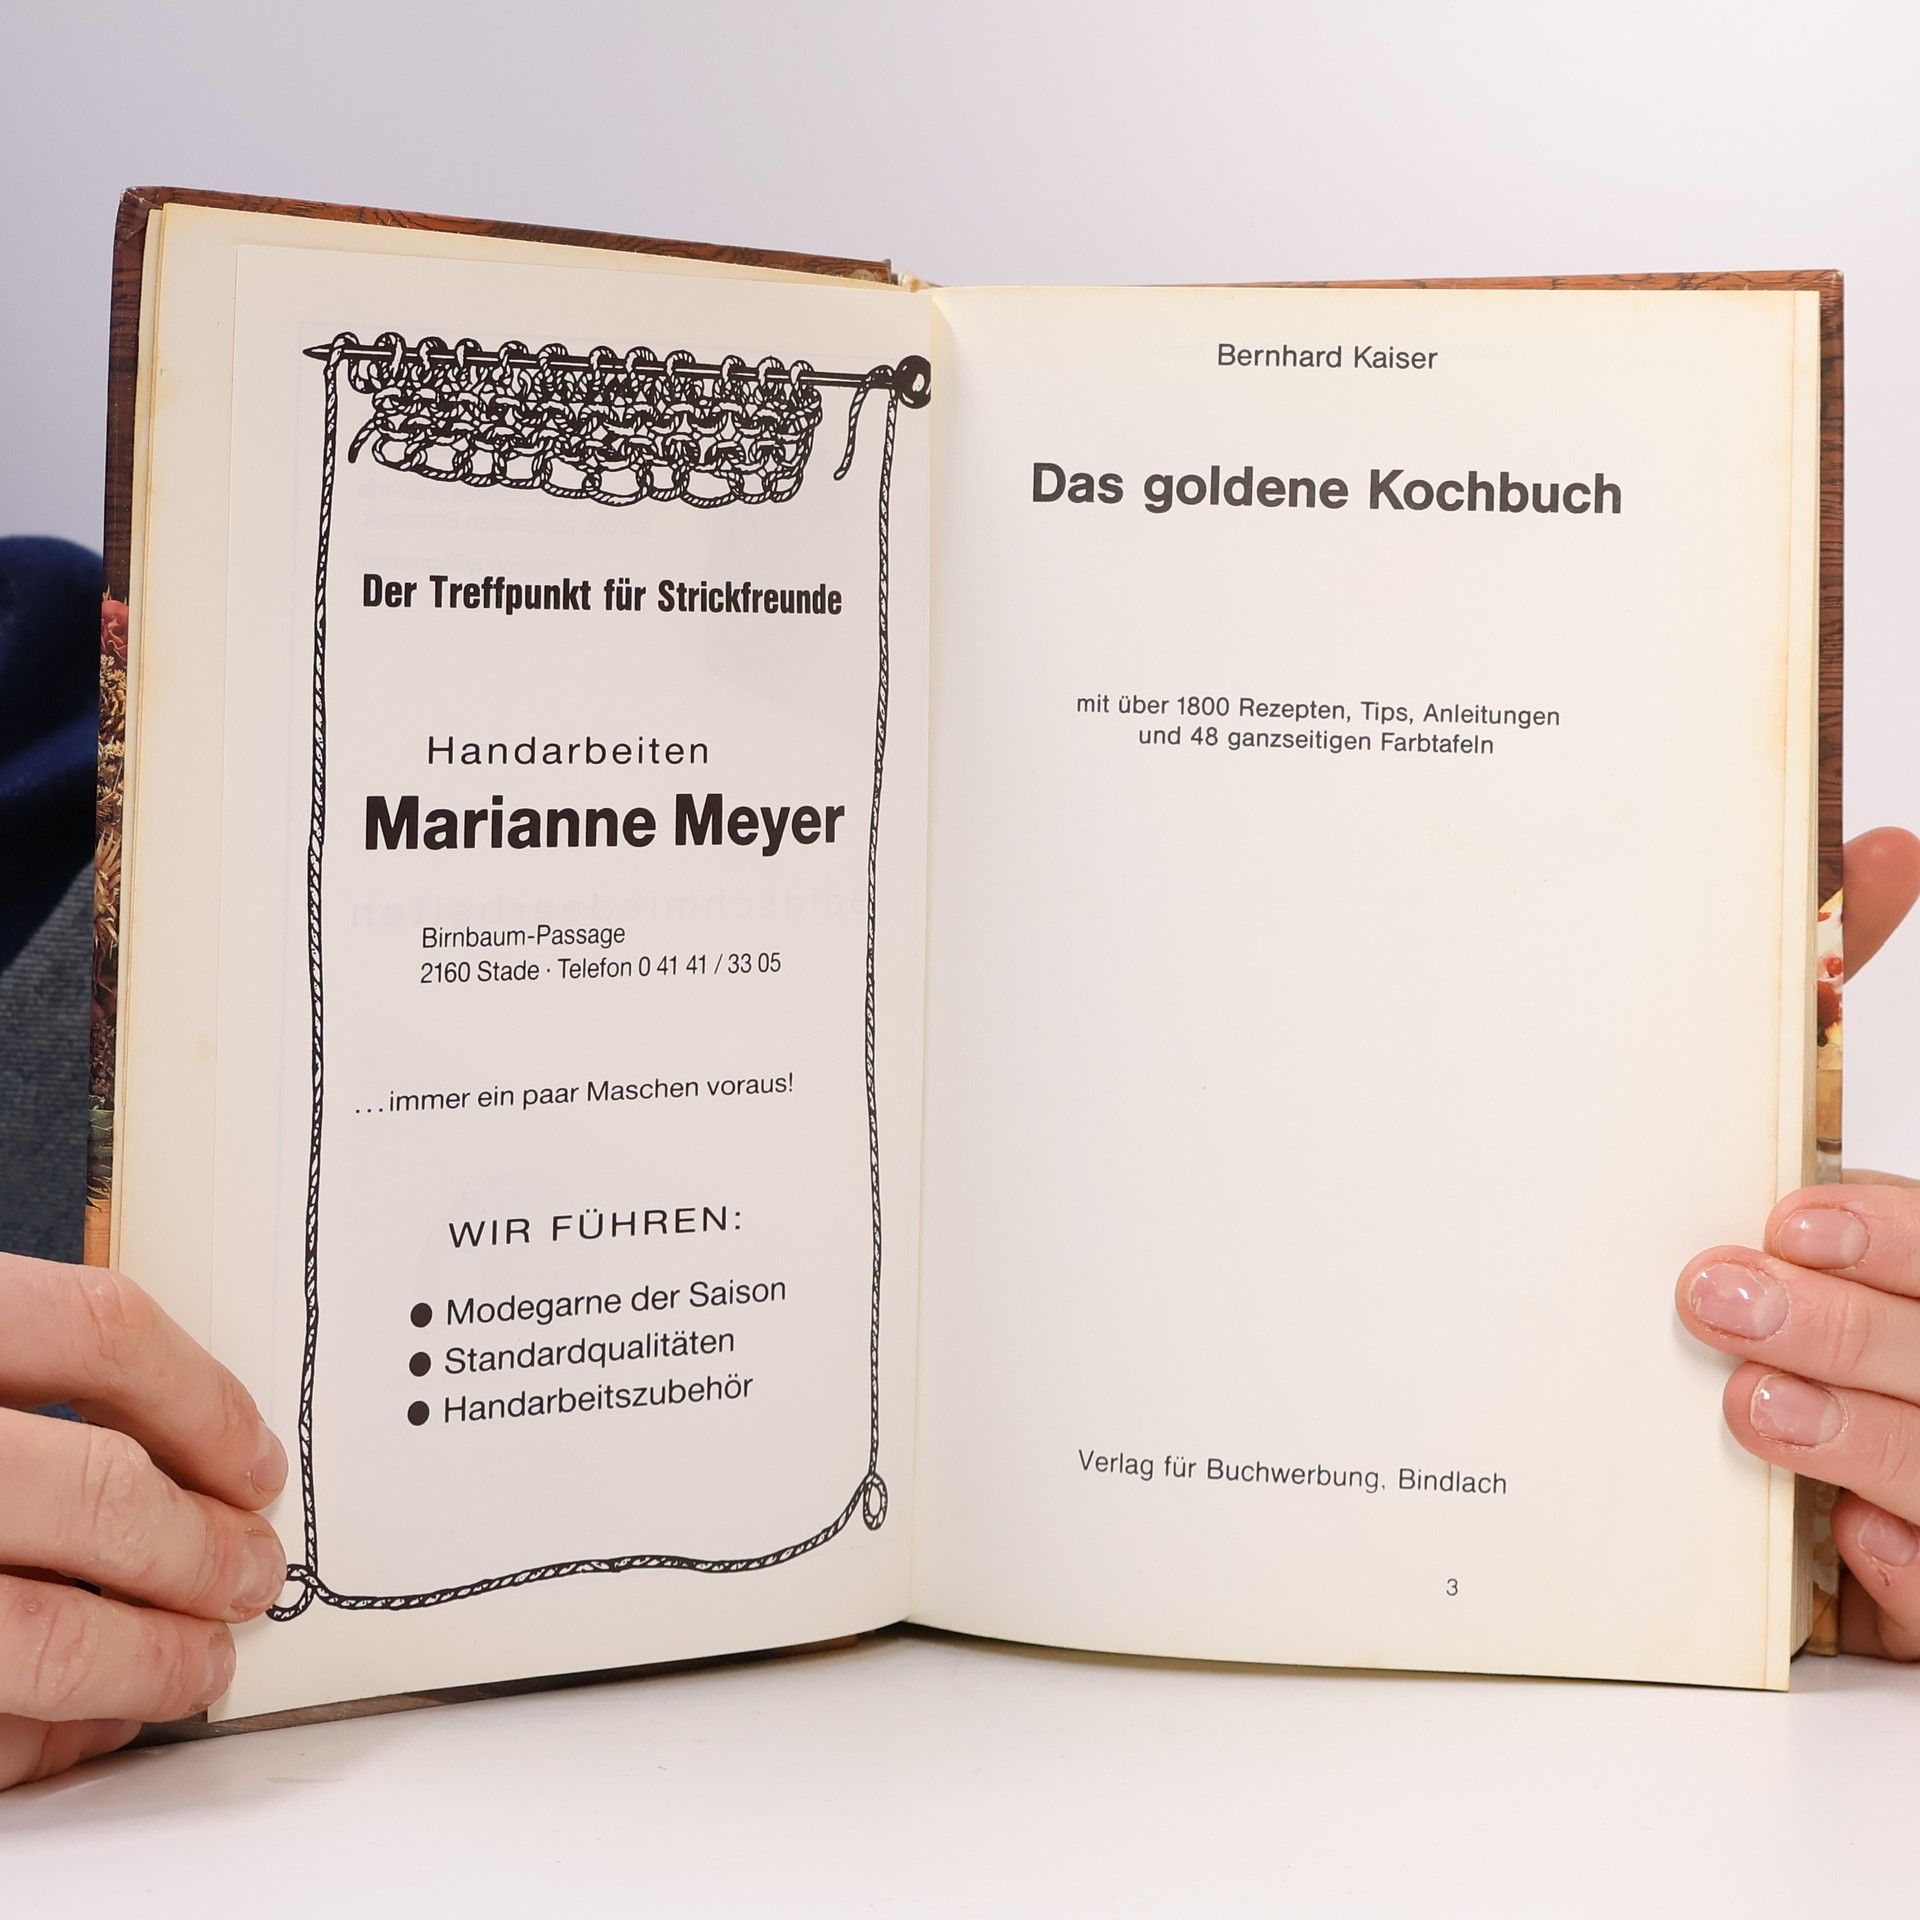 Der Treffpunkt für Strickfreunde
Handarbeiten
Marianne Meyer
Birnbaum-Passage
2160 Stade · Telefon 0 41 41 / 33 05
...immer ein paar Maschen voraus!
WIR FÜHREN:
● Modegarne der Saison
● Standardqualitäten
● Handarbeitszubehör
Bernhard Kaiser
Das goldene Kochbuch
mit über 1800 Rezepten, Tips, Anleitungen
und 48 ganzseitigen Farbtafeln
Verlag für Buchwerbung, Bindlach
3